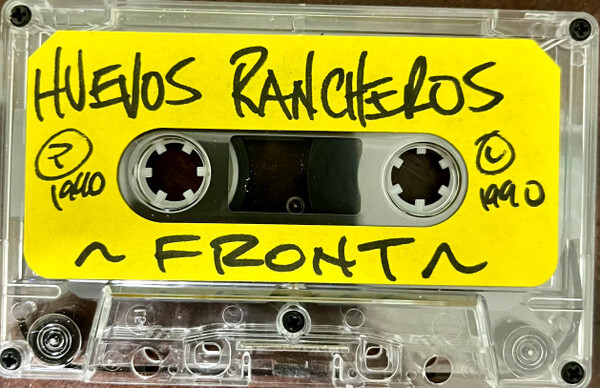 HUEVOS RANCHEROS
℗ 1990
© 1990
~ FRONT ~